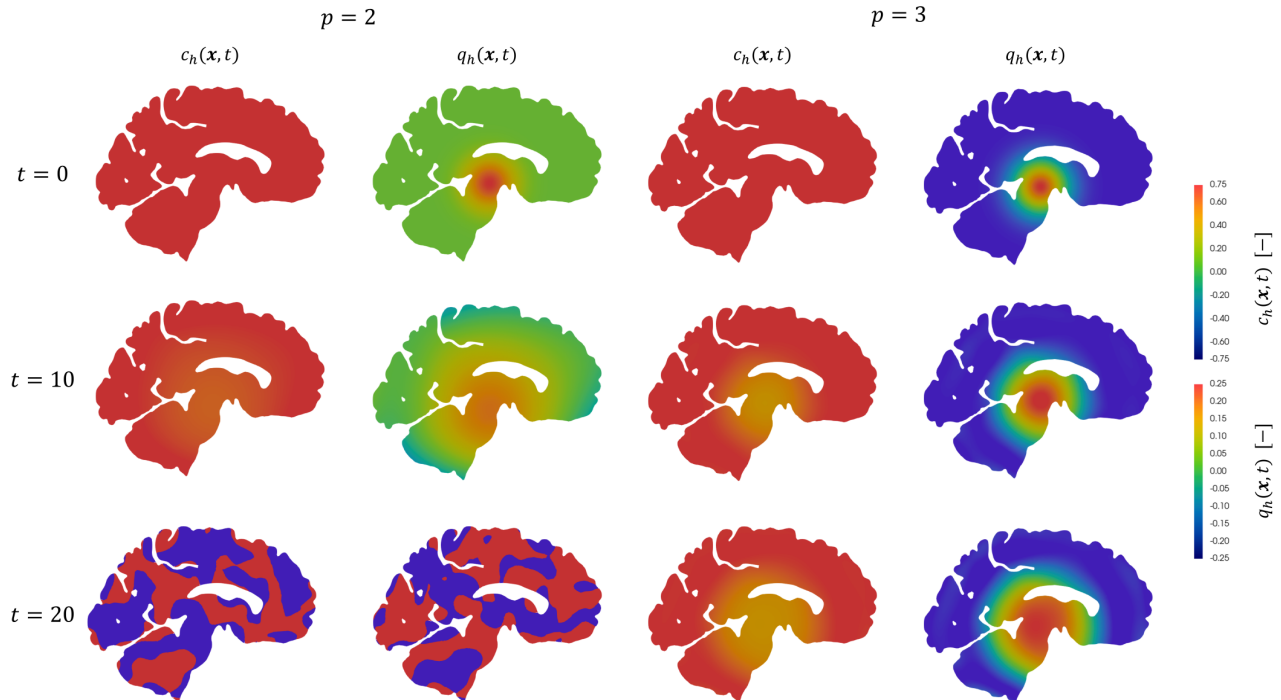 p = 2
p = 3
c_h(x, t)
q_h(x, t)
c_h(x, t)
q_h(x, t)
t = 0
t = 10
t = 20
0.75
0.60
0.40
0.20
0.00
-0.20
-0.40
-0.60
-0.75
c_h(x, t) [−]
0.25
0.20
0.15
0.10
0.05
0.00
-0.05
-0.10
-0.15
-0.20
-0.25
q_h(x, t) [−]